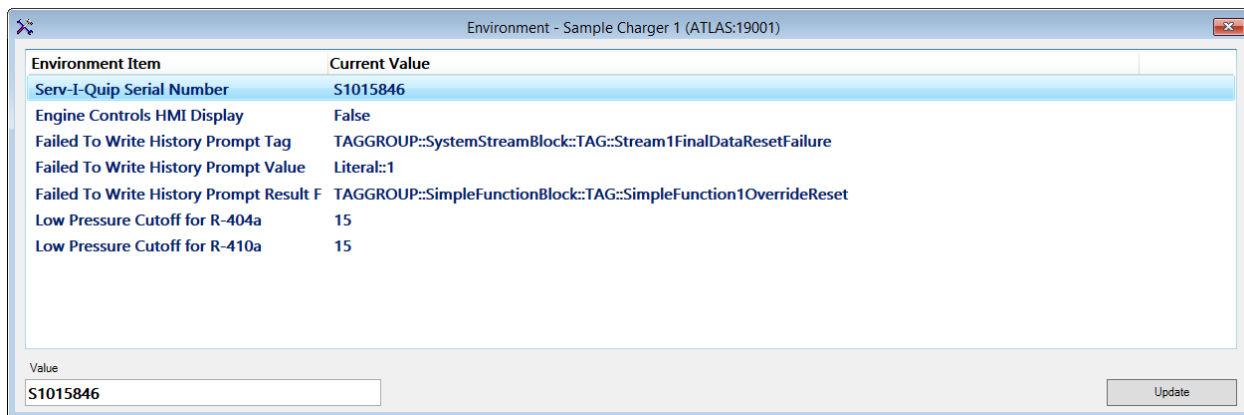 Environment - Sample Charger 1 (ATLAS:19001)
Environment Item Current Value
Serv-I-Quip Serial Number S1015846
Engine Controls HMI Display False
Failed To Write History Prompt Tag TAGGROUP::SystemStreamBlock::TAG::Stream1FinalDataResetFailure
Failed To Write History Prompt Value Literal::1
Failed To Write History Prompt Result F TAGGROUP::SimpleFunctionBlock::TAG::SimpleFunction1OverrideReset
Low Pressure Cutoff for R-404a 15
Low Pressure Cutoff for R-410a 15
Value
S1015846 Update